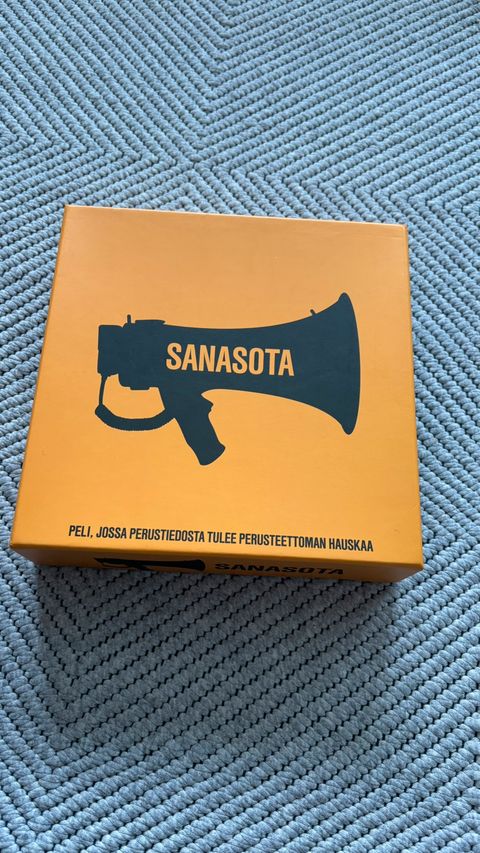 SANASOTA
PELI, JOSSA PERUSTIEDOSTA TULEE PERUSTEETTOMAN HAUSKAA
SANASOTA